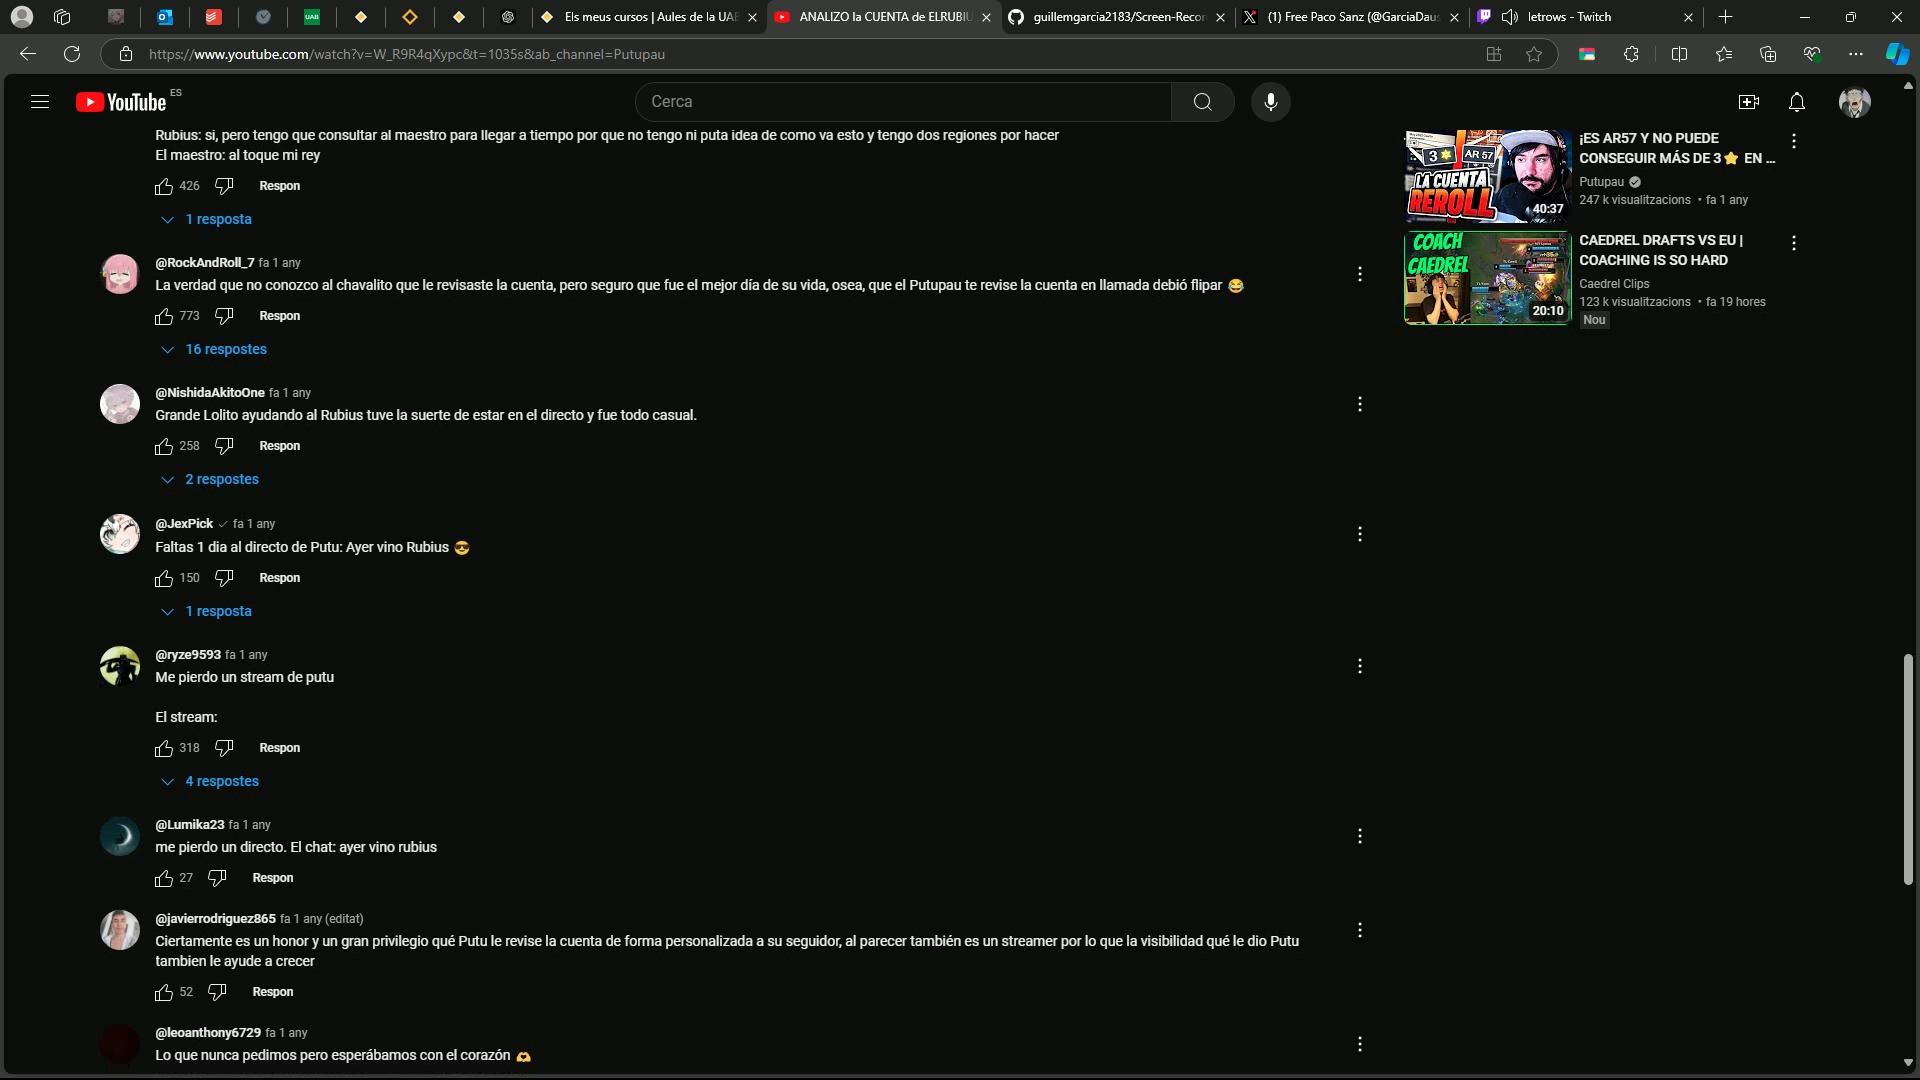 UAB
Els meus cursos | Aules de la UAB
ANALIZO la CUENTA de ELRUBIU
guillemgarcia2183/Screen-Recor
(1) Free Paco Sanz (@GarciaDaus
letrows - Twitch
https://www.youtube.com/watch?v=W_R9R4qXypc&t=1035s&ab_channel=Putupau
YouTube ES
Cerca
Rubius: si, pero tengo que consultar al maestro para llegar a tiempo por que no tengo ni puta idea de como va esto y tengo dos regiones por hacer
El maestro: al toque mi rey
426 Respon
1 resposta
@RockAndRoll_7 fa 1 any
La verdad que no conozco al chavalito que le revisaste la cuenta, pero seguro que fue el mejor día de su vida, osea, que el Putupau te revise la cuenta en llamada debió flipar 😂
773 Respon
16 respostes
@NishidaAkitoOne fa 1 any
Grande Lolito ayudando al Rubius tuve la suerte de estar en el directo y fue todo casual.
258 Respon
2 respostes
@JexPick fa 1 any
Faltas 1 dia al directo de Putu: Ayer vino Rubius 😎
150 Respon
1 resposta
@ryze9593 fa 1 any
Me pierdo un stream de putu
El stream:
318 Respon
4 respostes
@Lumika23 fa 1 any
me pierdo un directo. El chat: ayer vino rubius
27 Respon
@javierrodriguez865 fa 1 any (editat)
Ciertamente es un honor y un gran privilegio qué Putu le revise la cuenta de forma personalizada a su seguidor, al parecer también es un streamer por lo que la visibilidad qué le dio Putu
tambien le ayude a crecer
52 Respon
@leoanthony6729 fa 1 any
Lo que nunca pedimos pero esperábamos con el corazón 🫶
3 AR 57
LA CUENTA
REROLL
40:37
¡ES AR57 Y NO PUEDE
CONSEGUIR MÁS DE 3⭐ EN ...
Putupau
247 k visualitzacions • fa 1 any
COACH
CAEDREL
20:10
CAEDREL DRAFTS VS EU |
COACHING IS SO HARD
Caedrel Clips
123 k visualitzacions • fa 19 hores
Nou